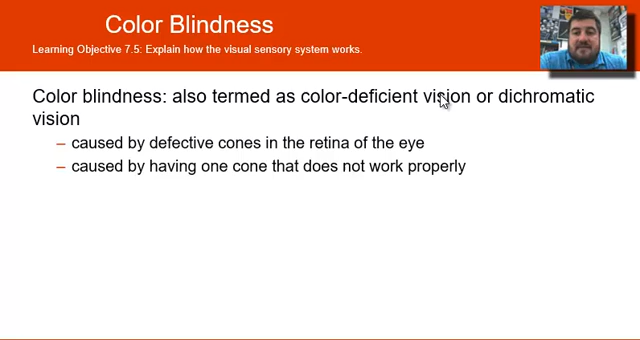 Color Blindness
Learning Objective 7.5: Explain how the visual sensory system works.
Color blindness: also termed as color-deficient vision or dichromatic
vision
– caused by defective cones in the retina of the eye
– caused by having one cone that does not work properly